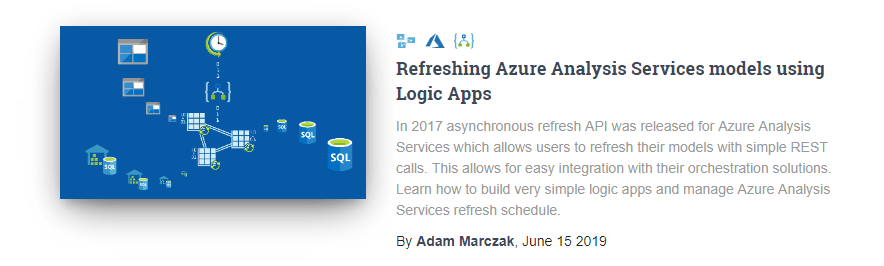 SQL
SQL
SQL
SQL
Refreshing Azure Analysis Services models using
Logic Apps
In 2017 asynchronous refresh API was released for Azure Analysis
Services which allows users to refresh their models with simple REST
calls. This allows for easy integration with their orchestration solutions.
Learn how to build very simple logic apps and manage Azure Analysis
Services refresh schedule.
By Adam Marczak, June 15 2019